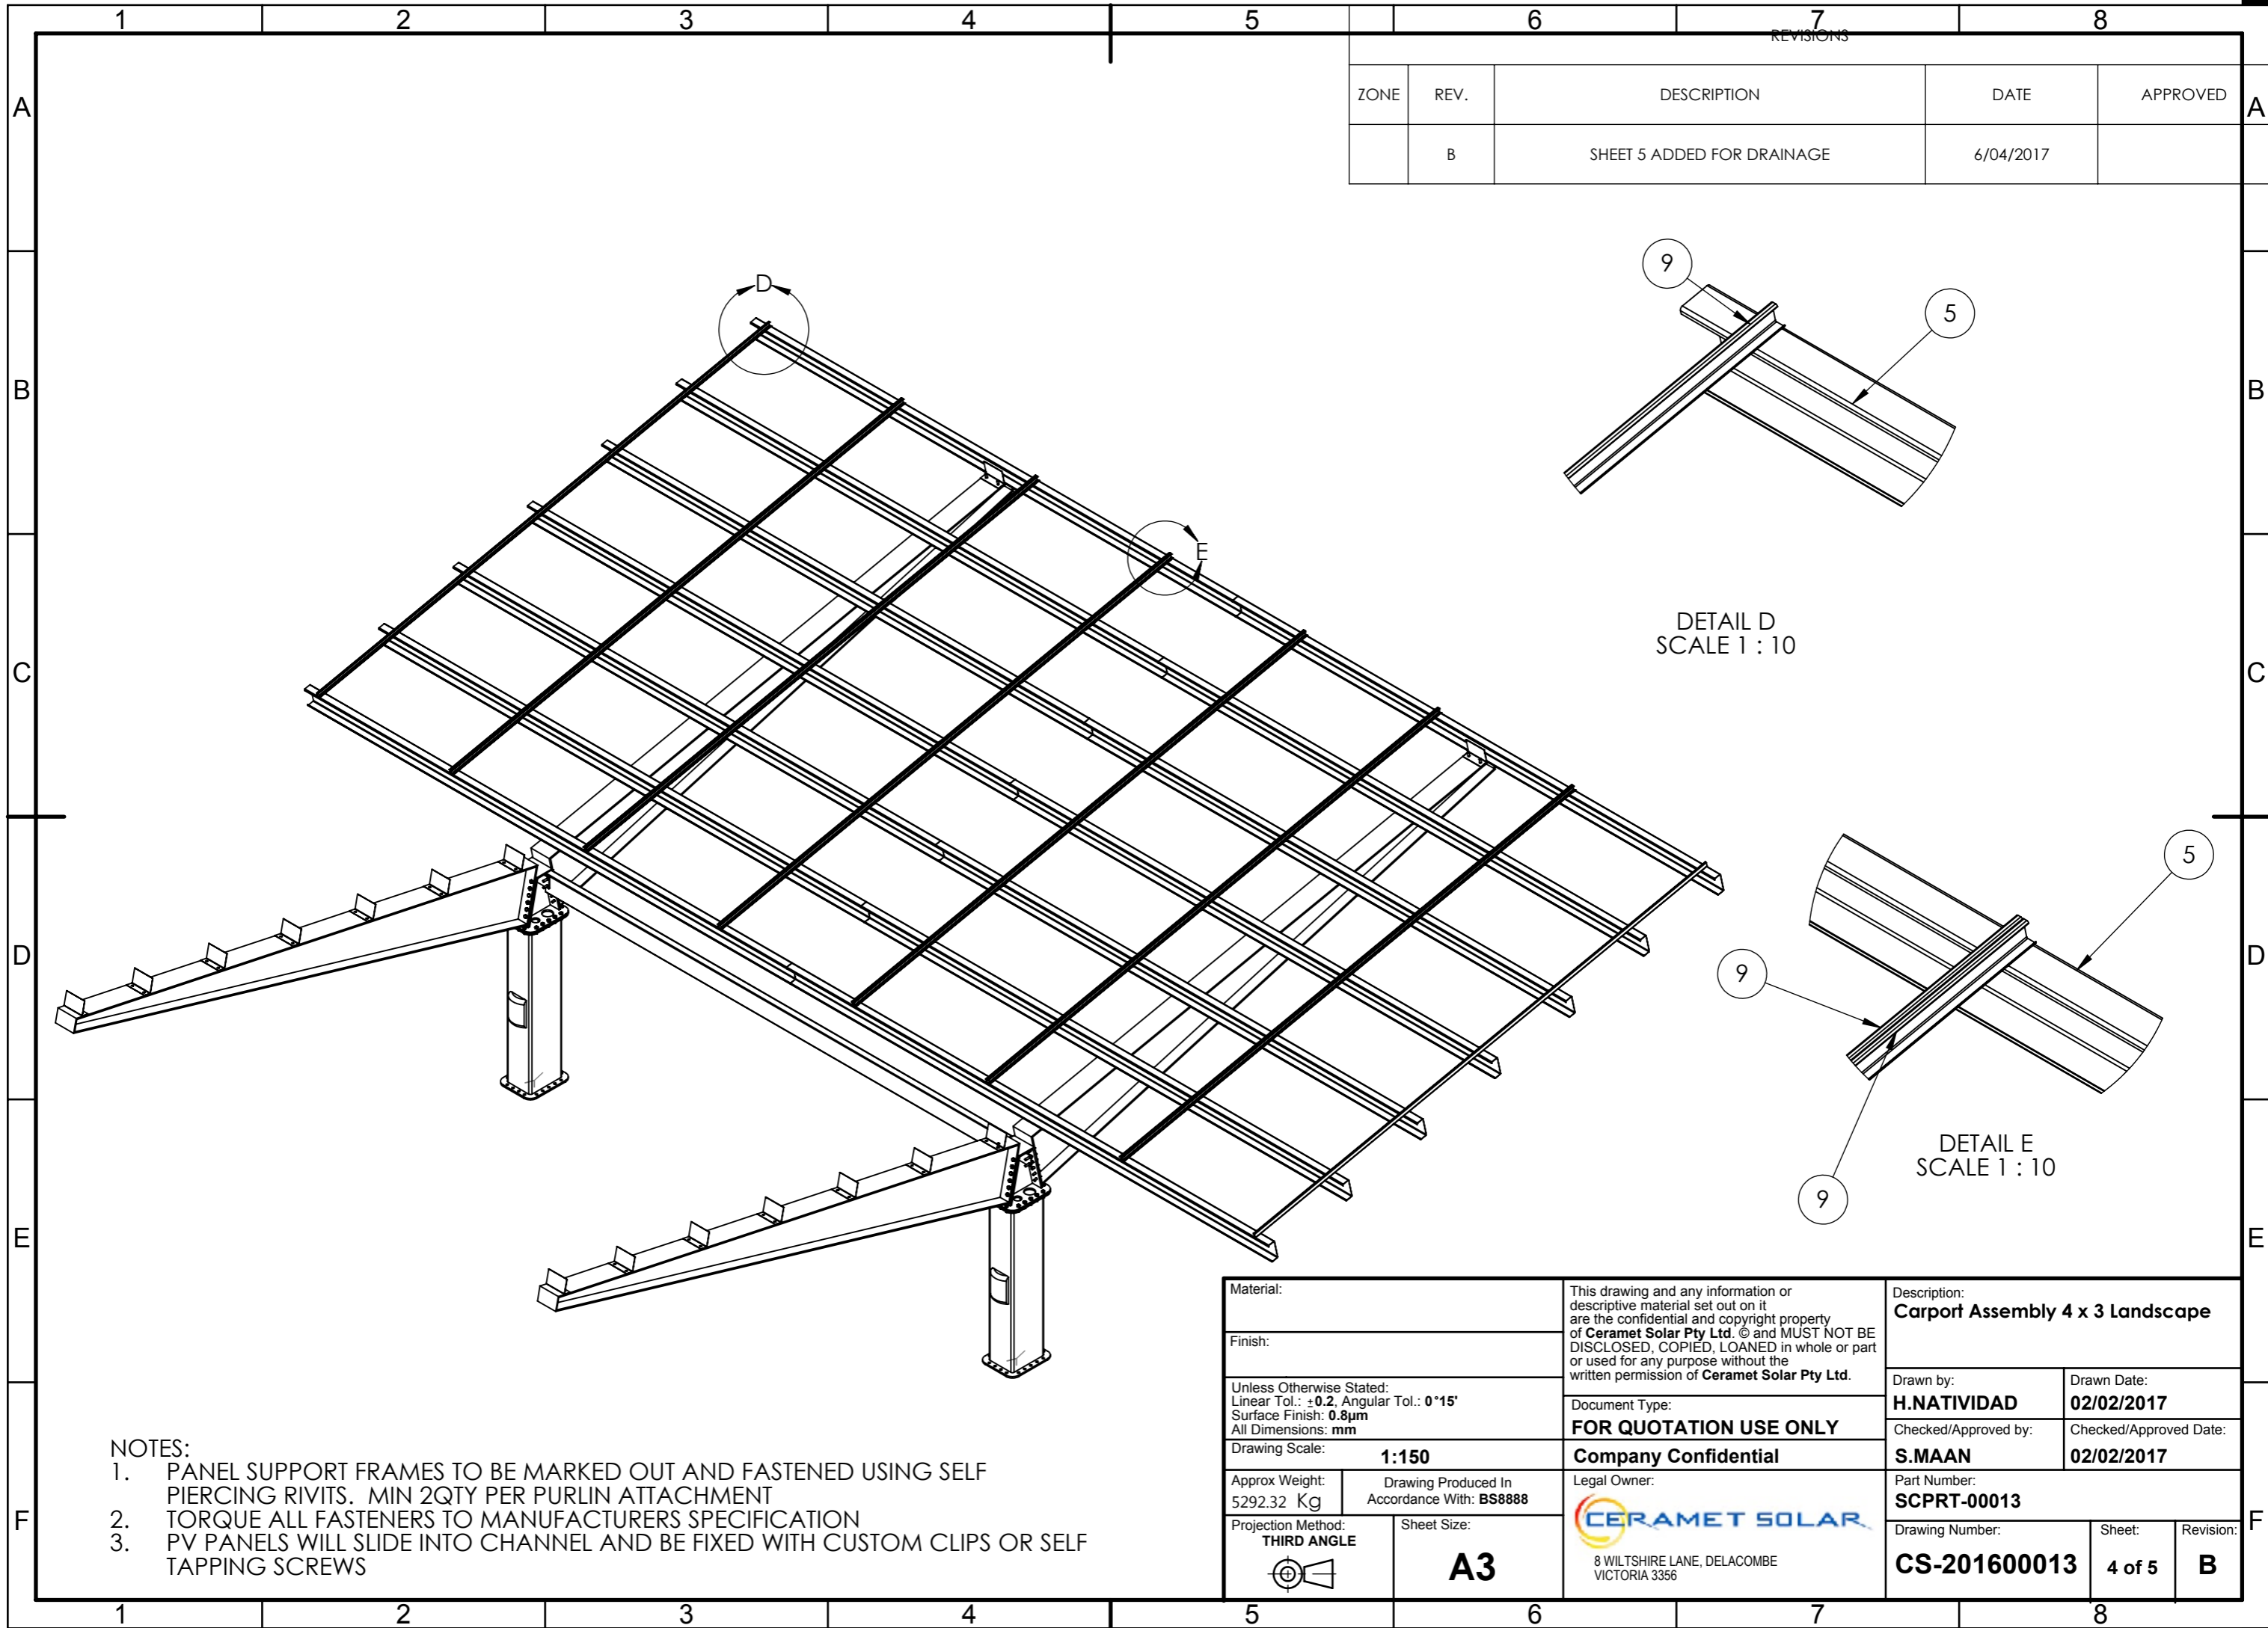 1 2 3 4 5 6 7 8
REVISIONS
ZONE REV. DESCRIPTION DATE APPROVED
B SHEET 5 ADDED FOR DRAINAGE 6/04/2017
A A
B B
C C
D D
E E
F F
D
E
9
5
DETAIL D
SCALE 1 : 10
5
9
9
DETAIL E
SCALE 1 : 10
NOTES:
1. PANEL SUPPORT FRAMES TO BE MARKED OUT AND FASTENED USING SELF
PIERCING RIVITS. MIN 2QTY PER PURLIN ATTACHMENT
2. TORQUE ALL FASTENERS TO MANUFACTURERS SPECIFICATION
3. PV PANELS WILL SLIDE INTO CHANNEL AND BE FIXED WITH CUSTOM CLIPS OR SELF
TAPPING SCREWS
Material:
Finish:
Unless Otherwise Stated:
Linear Tol.: ±0.2, Angular Tol.: 0°15'
Surface Finish: 0.8µm
All Dimensions: mm
Drawing Scale: 1:150
Approx Weight:
5292.32 Kg
Drawing Produced In
Accordance With: BS8888
Projection Method:
THIRD ANGLE
Sheet Size:
A3
This drawing and any information or
descriptive material set out on it
are the confidential and copyright property
of Ceramet Solar Pty Ltd. © and MUST NOT BE
DISCLOSED, COPIED, LOANED in whole or part
or used for any purpose without the
written permission of Ceramet Solar Pty Ltd.
Document Type:
FOR QUOTATION USE ONLY
Company Confidential
Legal Owner:
CERAMET SOLAR
8 WILTSHIRE LANE, DELACOMBE
VICTORIA 3356
Description:
Carport Assembly 4 x 3 Landscape
Drawn by:
H.NATIVIDAD
Drawn Date:
02/02/2017
Checked/Approved by:
S.MAAN
Checked/Approved Date:
02/02/2017
Part Number:
SCPRT-00013
Drawing Number:
CS-201600013
Sheet:
4 of 5
Revision:
B
1 2 3 4 5 6 7 8